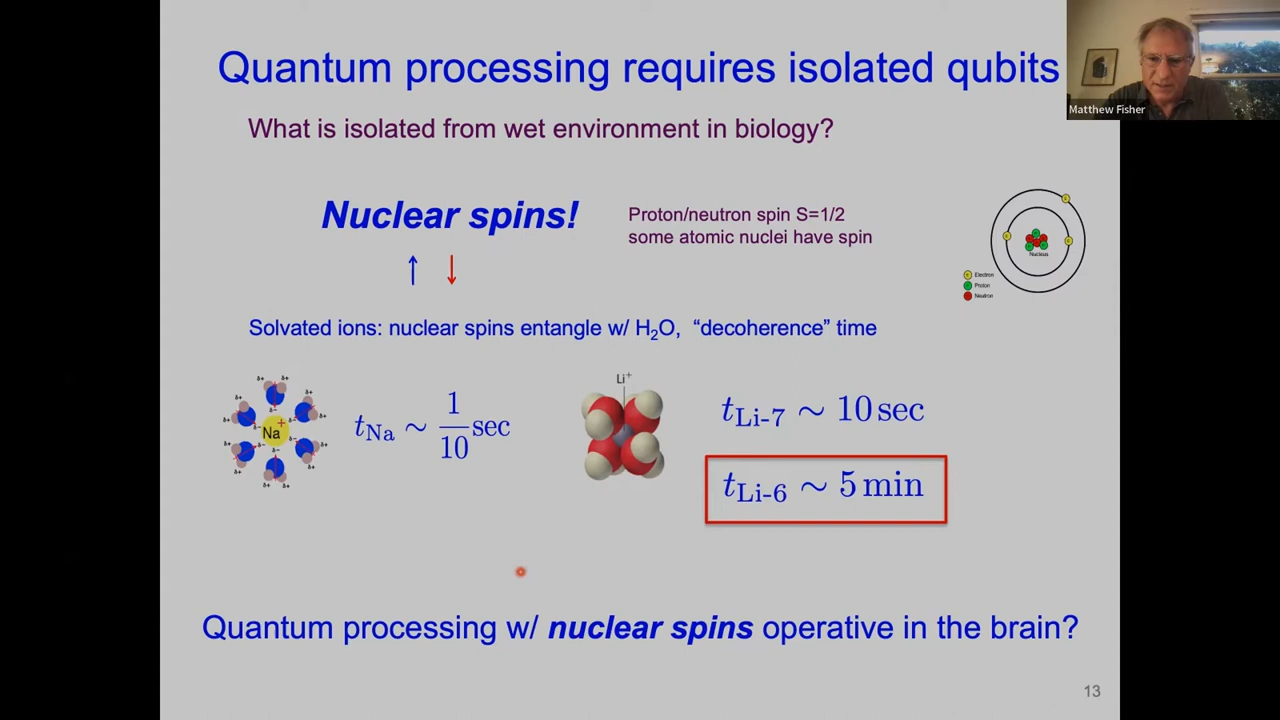 Quantum processing requires isolated qubits
Matthew Fisher
What is isolated from wet environment in biology?
Nuclear spins!
Proton/neutron spin S=1/2
some atomic nuclei have spin
Nucleus
Electron
Proton
Neutron
Solvated ions: nuclear spins entangle w/ H₂O, “decoherence” time
Na+
t_Na ~ 1/10 sec
Li+
t_Li-7 ~ 10 sec
t_Li-6 ~ 5 min
Quantum processing w/ nuclear spins operative in the brain?
13